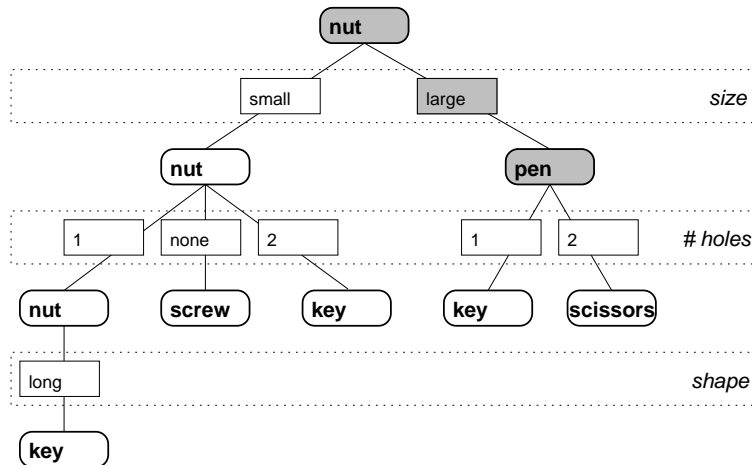 nut
small large size
nut pen
1 none 2 1 2 # holes
nut screw key key scissors
long shape
key